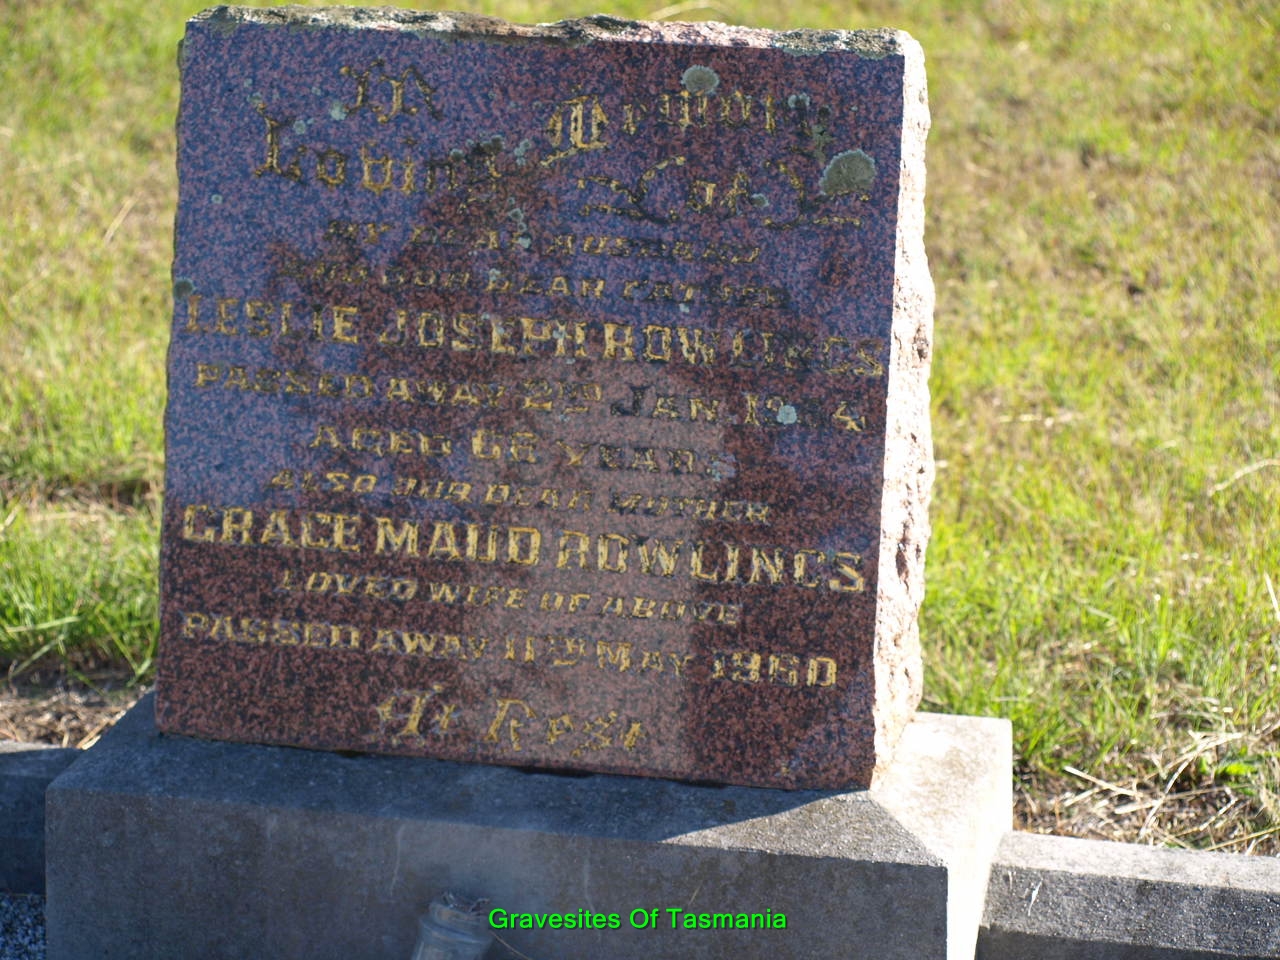 In
Loving Memory Of
MY DEAR HUSBAND
AND OUR DEAR FATHER
LESLIE JOSEPH ROWLINGS
PASSED AWAY 2ND JAN.
AGED 66 YEARS
ALSO OUR DEAR MOTHER
GRACE MAUD ROWLINGS
LOVED WIFE OF ABOVE
PASSED AWAY 11TH MAY 1960
At Rest
Gravesites Of Tasmania